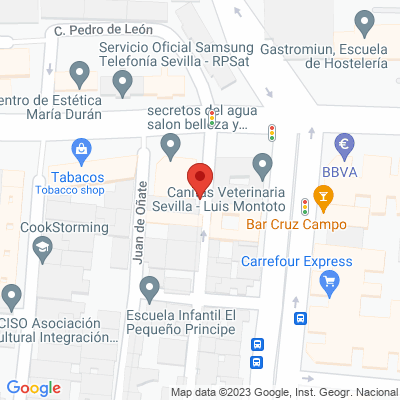 C. Pedro de León
Servicio Oficial Samsung
Telefonía Sevilla - RPSat
Gastromiun, Escuela
de Hostelería
entro de Estética
María Durán
secretos del agua
salon belleza y...
BBVA
Tabacos
Tobacco shop
Canitas Veterinaria
Sevilla - Luis Montoto
Juan de Oñate
Bar Cruz Campo
CookStorming
Carrefour Express
Escuela Infantil El
Pequeño Principe
CISO Asociación
ultural Integración...
Google
Map data ©2023 Google, Inst. Geogr. Nacional